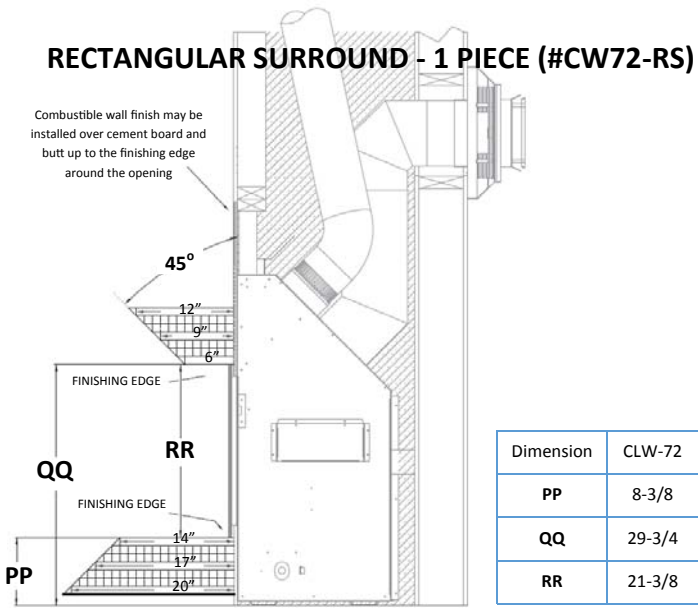 RECTANGULAR SURROUND - 1 PIECE (#CW72-RS)
Combustible wall finish may be
installed over cement board and
butt up to the finishing edge
around the opening
45°
12”
9”
6”
FINISHING EDGE
RR
QQ
FINISHING EDGE
14”
17”
PP
20”
Dimension CLW-72
PP 8-3/8
QQ 29-3/4
RR 21-3/8